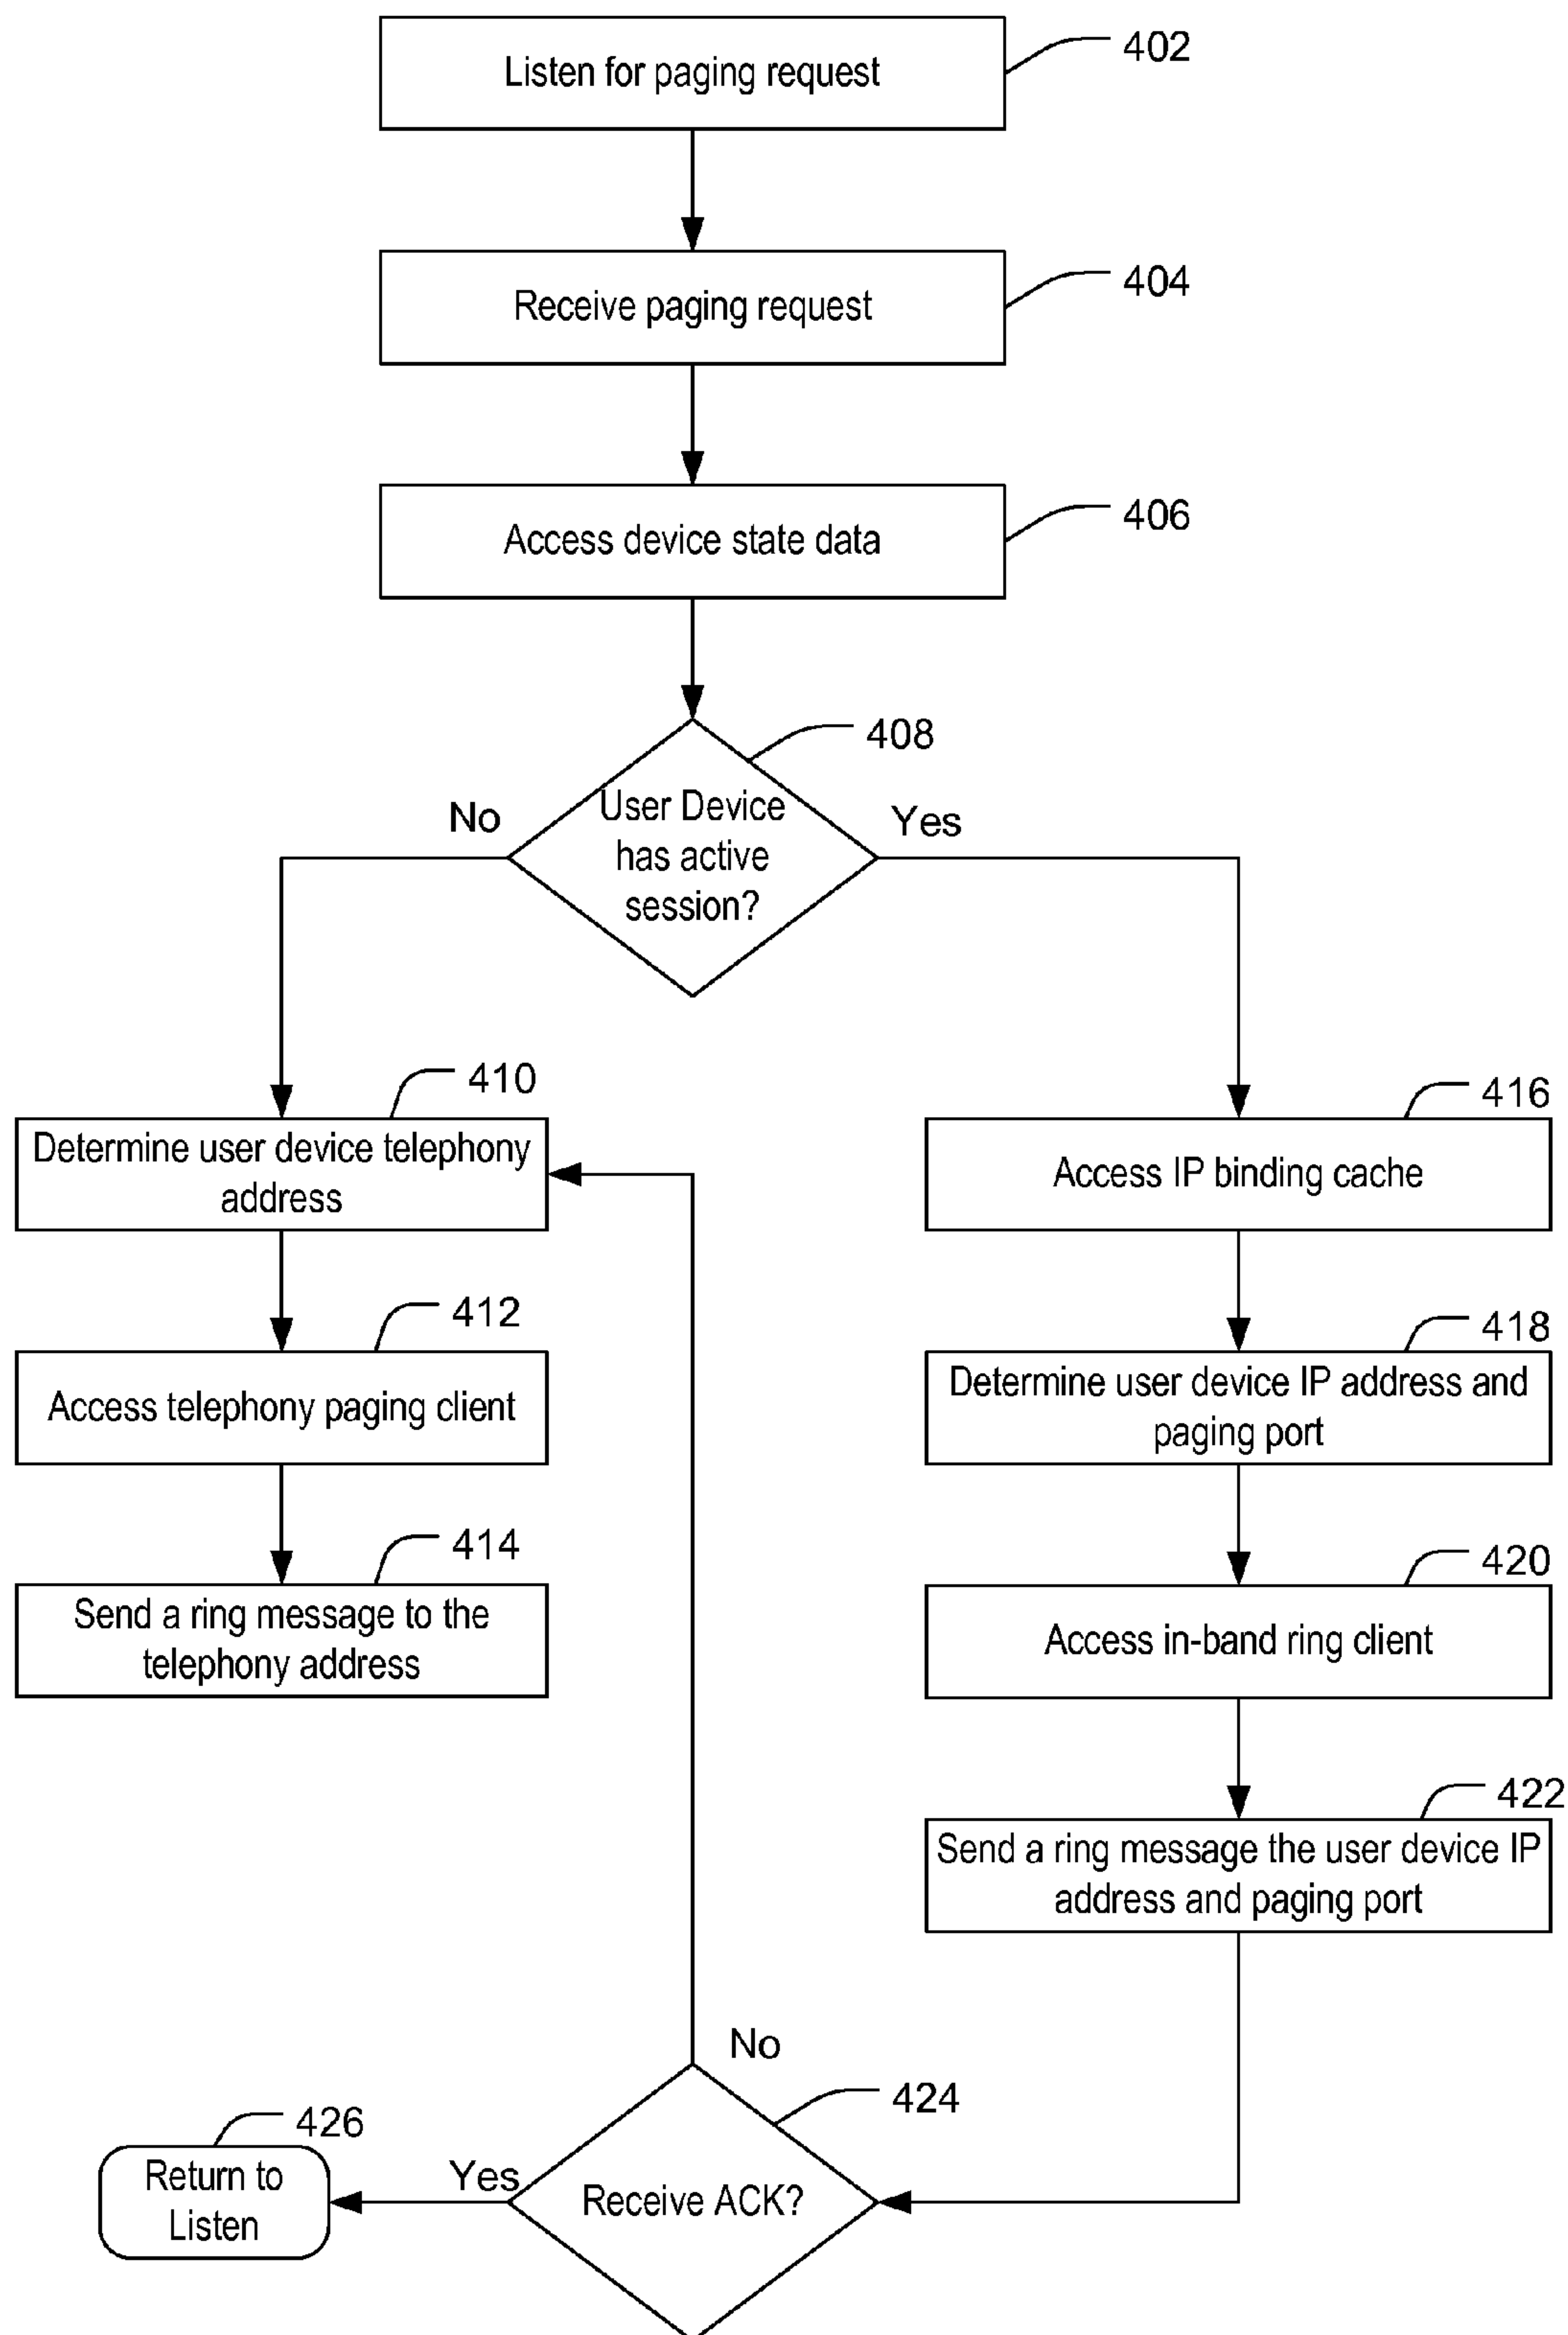 Listen for paging request
402
Receive paging request
404
Access device state data
406
408
User Device
has active
session?
No
Yes
410
Determine user device telephony
address
412
Access telephony paging client
414
Send a ring message to the
telephony address
416
Access IP binding cache
418
Determine user device IP address and
paging port
420
Access in-band ring client
422
Send a ring message the user device IP
address and paging port
No
424
Receive ACK?
Yes
426
Return to
Listen